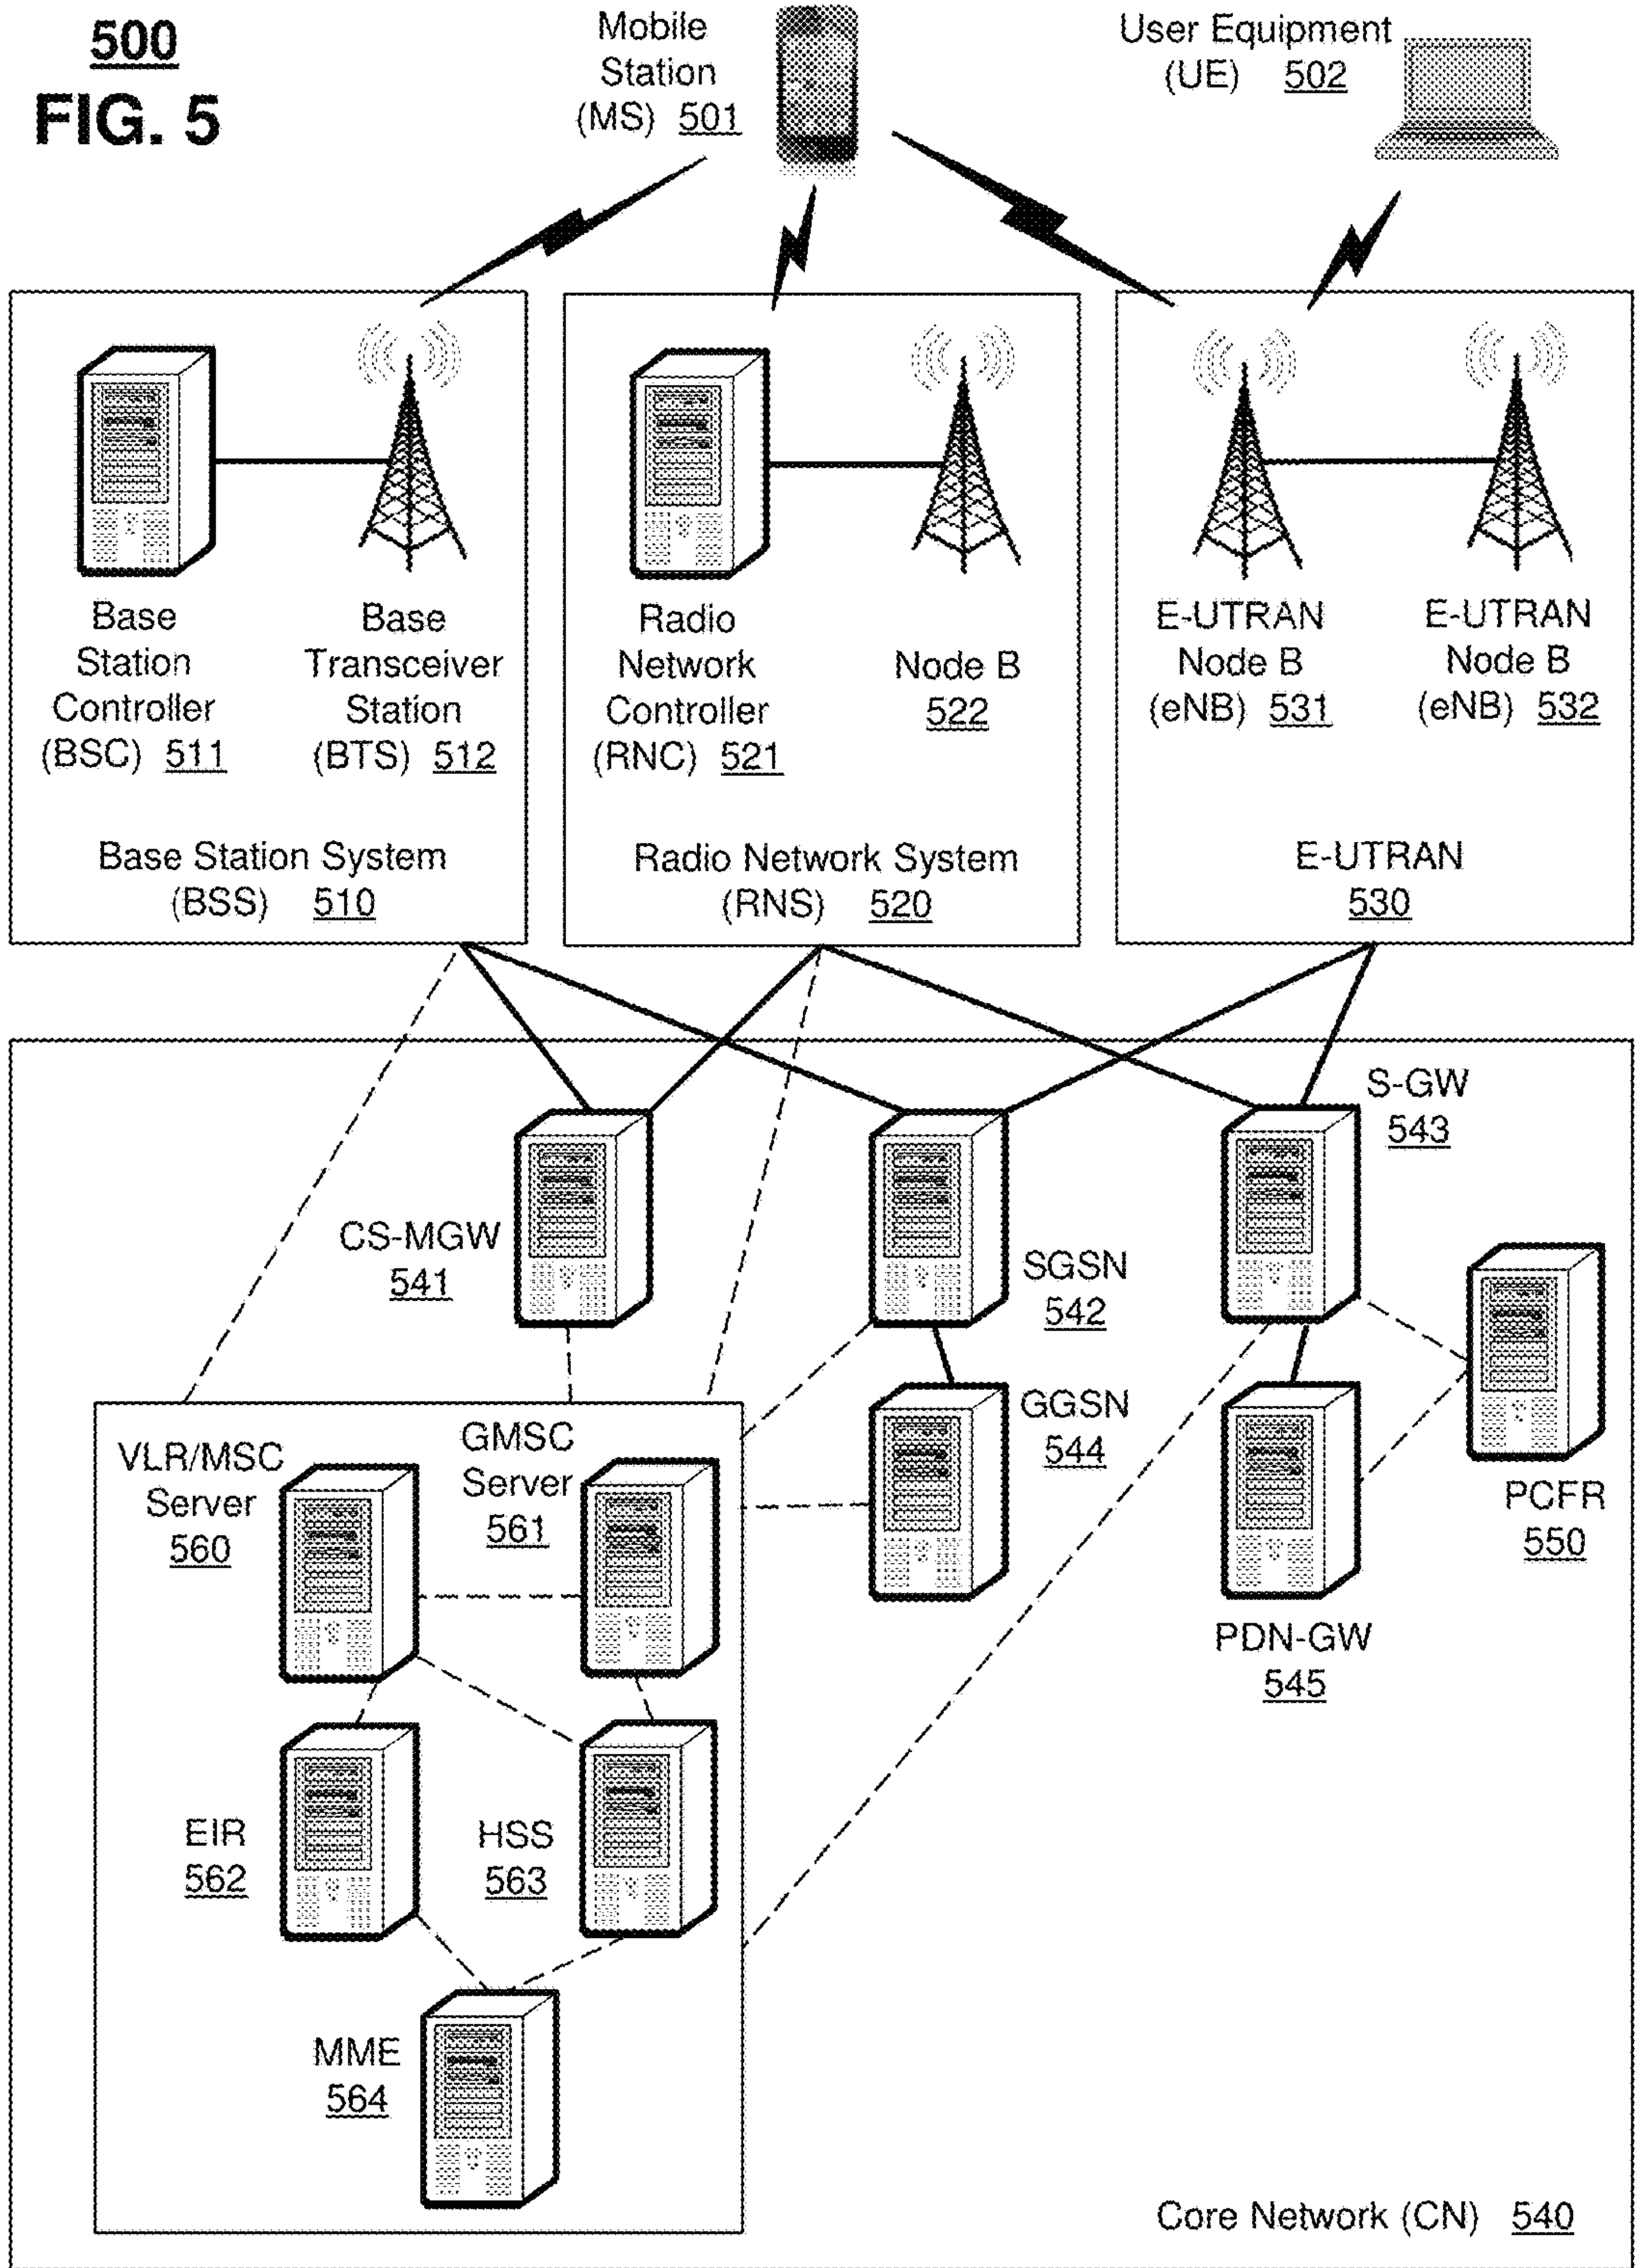 500
FIG. 5
Mobile
Station
(MS) 501
User Equipment
(UE) 502
Base
Station
Controller
(BSC) 511
Base
Transceiver
Station
(BTS) 512
Base Station System
(BSS) 510
Radio
Network
Controller
(RNC) 521
Node B
522
Radio Network System
(RNS) 520
E-UTRAN
Node B
(eNB) 531
E-UTRAN
Node B
(eNB) 532
E-UTRAN
530
CS-MGW
541
SGSN
542
S-GW
543
GGSN
544
PDN-GW
545
PCFR
550
VLR/MSC
Server
560
GMSC
Server
561
EIR
562
HSS
563
MME
564
Core Network (CN) 540